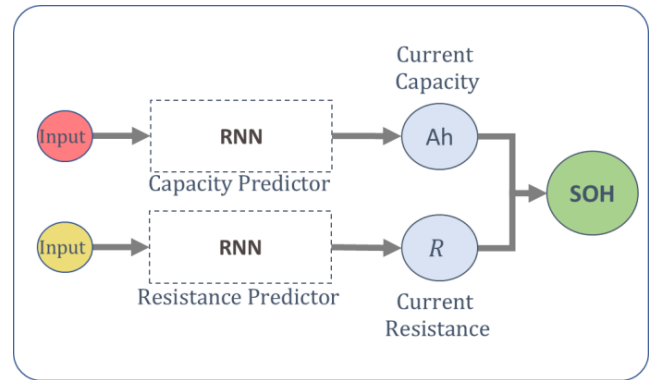 Current
Capacity
Input
RNN
Ah
Capacity Predictor
SOH
Input
RNN
R
Resistance Predictor
Current
Resistance